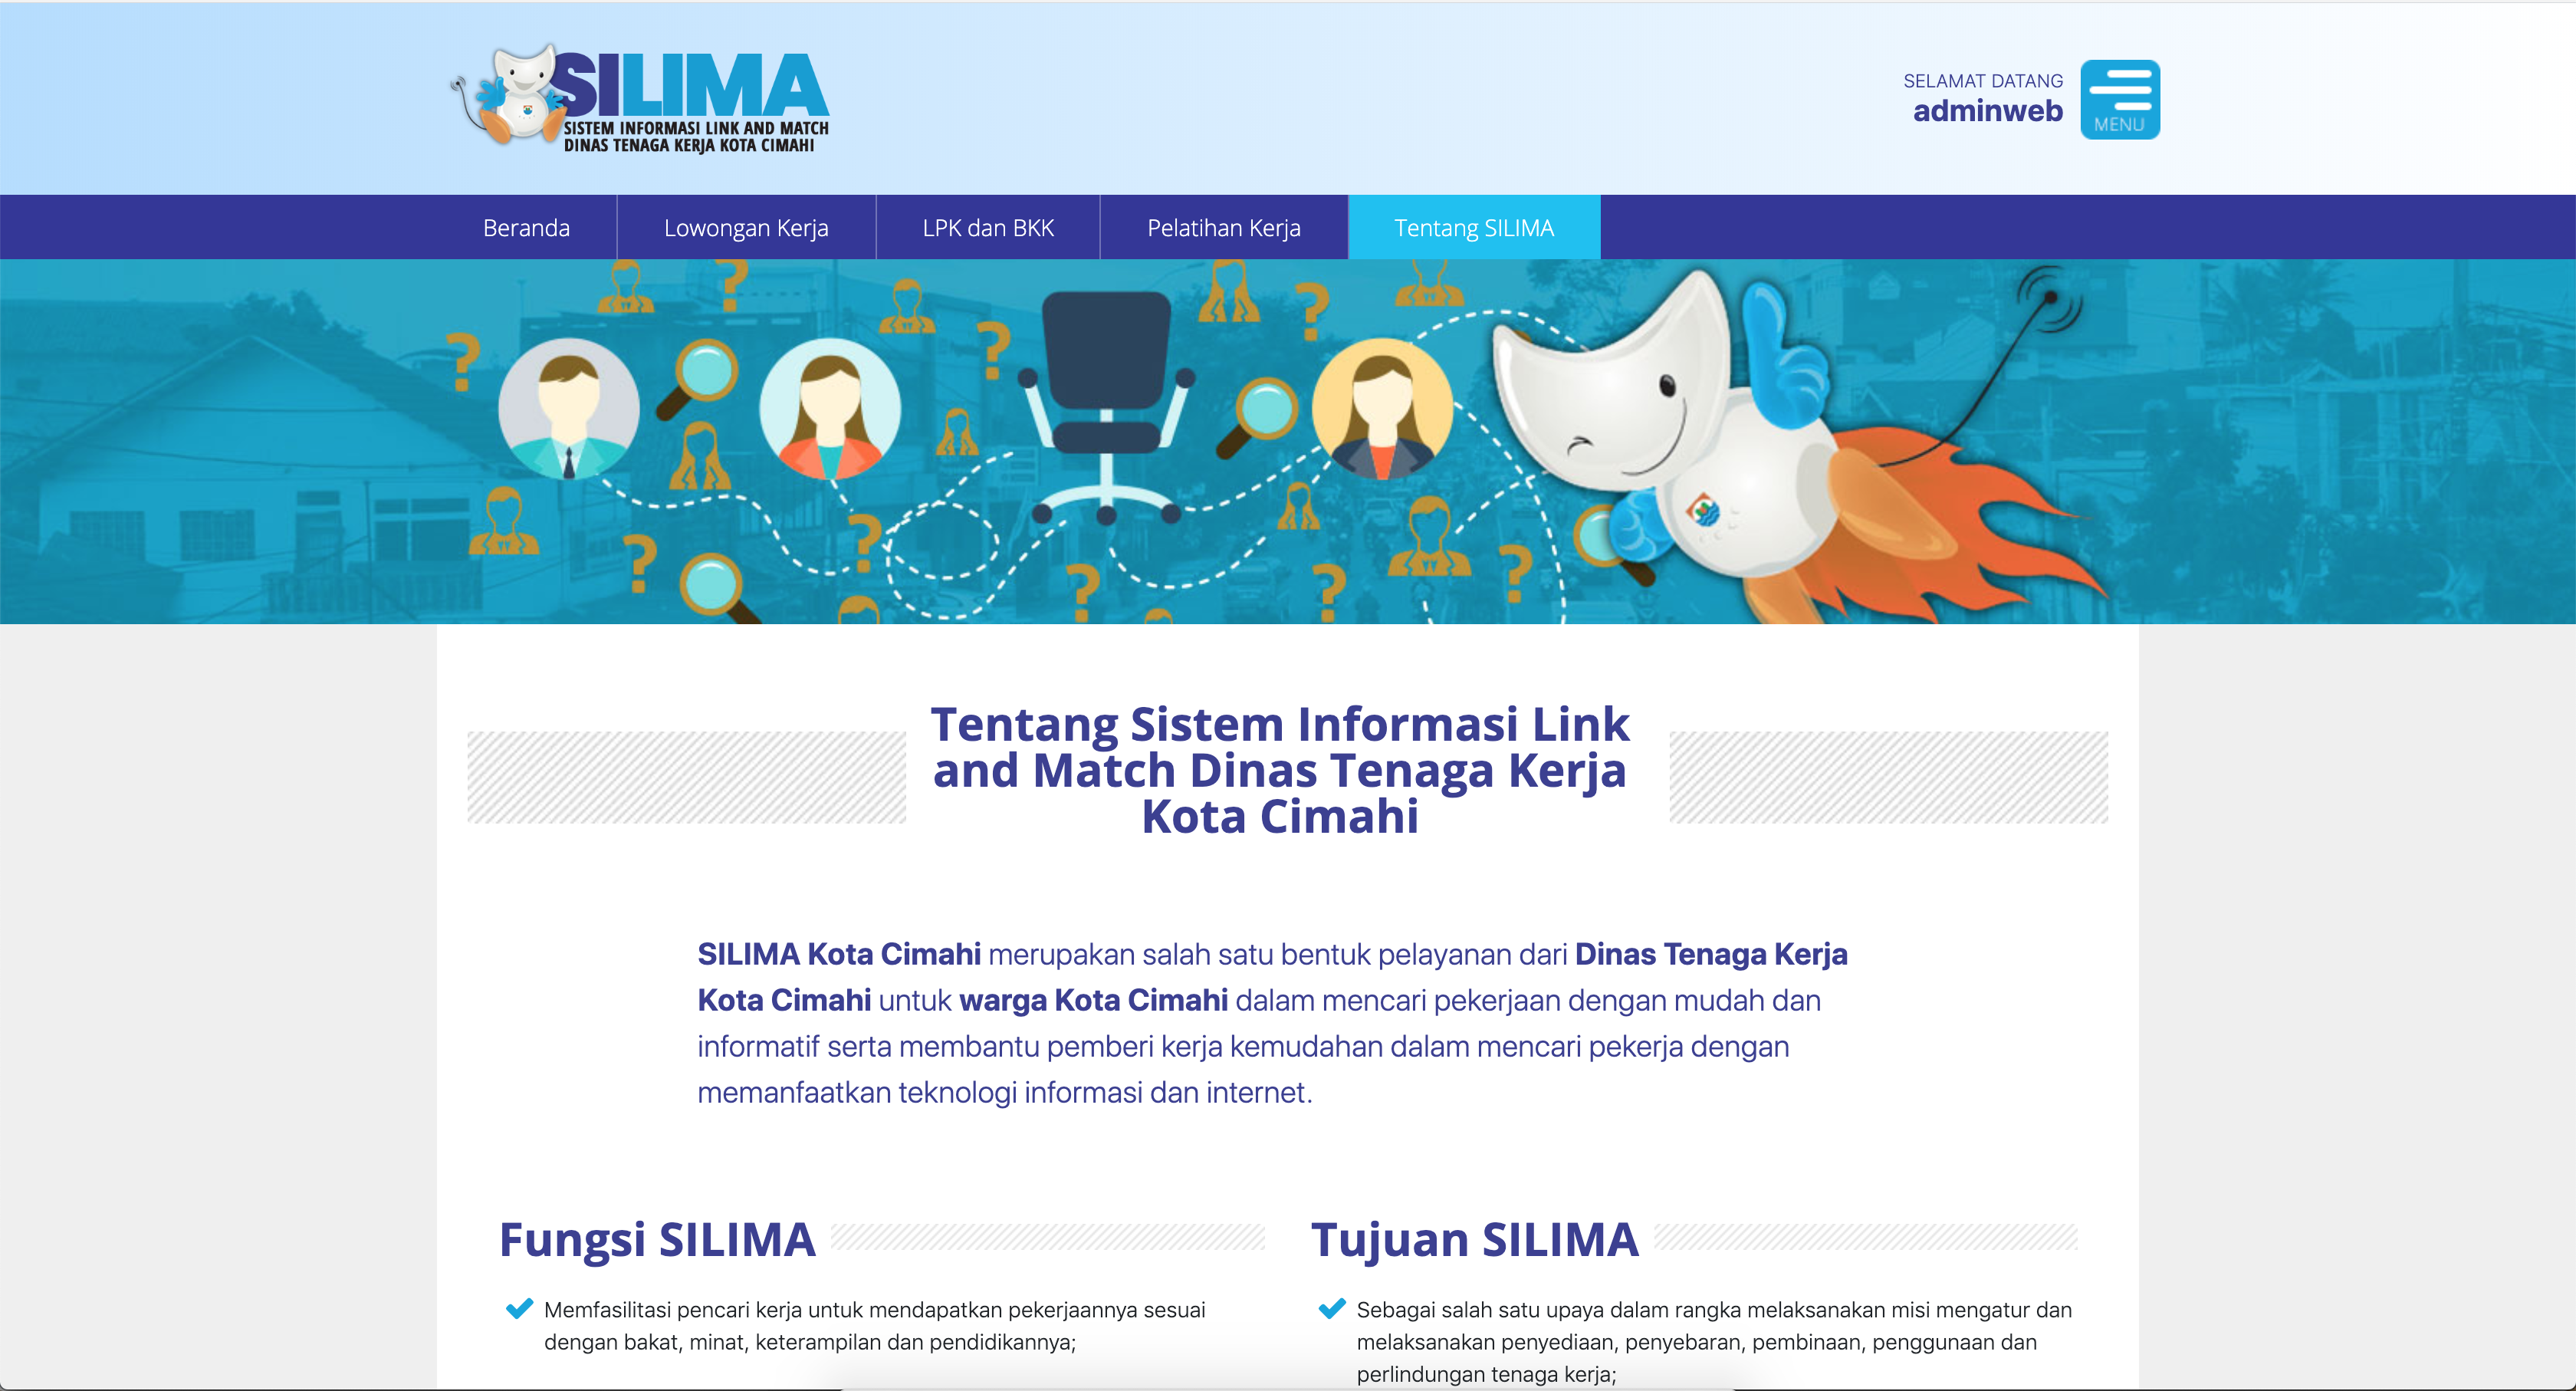 SILIMA
SISTEM INFORMASI LINK AND MATCH
DINAS TENAGA KERJA KOTA CIMAHI
SELAMAT DATANG
adminweb
MENU
Beranda
Lowongan Kerja
LPK dan BKK
Pelatihan Kerja
Tentang SILIMA
? ? ? ? ? ? ? ? ? ?
Tentang Sistem Informasi Link
and Match Dinas Tenaga Kerja
Kota Cimahi
SILIMA Kota Cimahi merupakan salah satu bentuk pelayanan dari Dinas Tenaga Kerja
Kota Cimahi untuk warga Kota Cimahi dalam mencari pekerjaan dengan mudah dan
informatif serta membantu pemberi kerja kemudahan dalam mencari pekerja dengan
memanfaatkan teknologi informasi dan internet.
Fungsi SILIMA
Memfasilitasi pencari kerja untuk mendapatkan pekerjaannya sesuai
dengan bakat, minat, keterampilan dan pendidikannya;
Tujuan SILIMA
Sebagai salah satu upaya dalam rangka melaksanakan misi mengatur dan
melaksanakan penyediaan, penyebaran, pembinaan, penggunaan dan
perlindungan tenaga kerja;